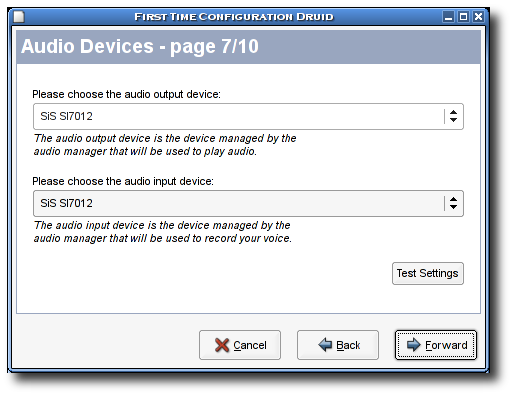 First Time Configuration Druid
Audio Devices - page 7/10
Please choose the audio output device:
SiS SI7012
The audio output device is the device managed by the
audio manager that will be used to play audio.
Please choose the audio input device:
SiS SI7012
The audio input device is the device managed by the
audio manager that will be used to record your voice.
Test Settings
Cancel
Back
Forward